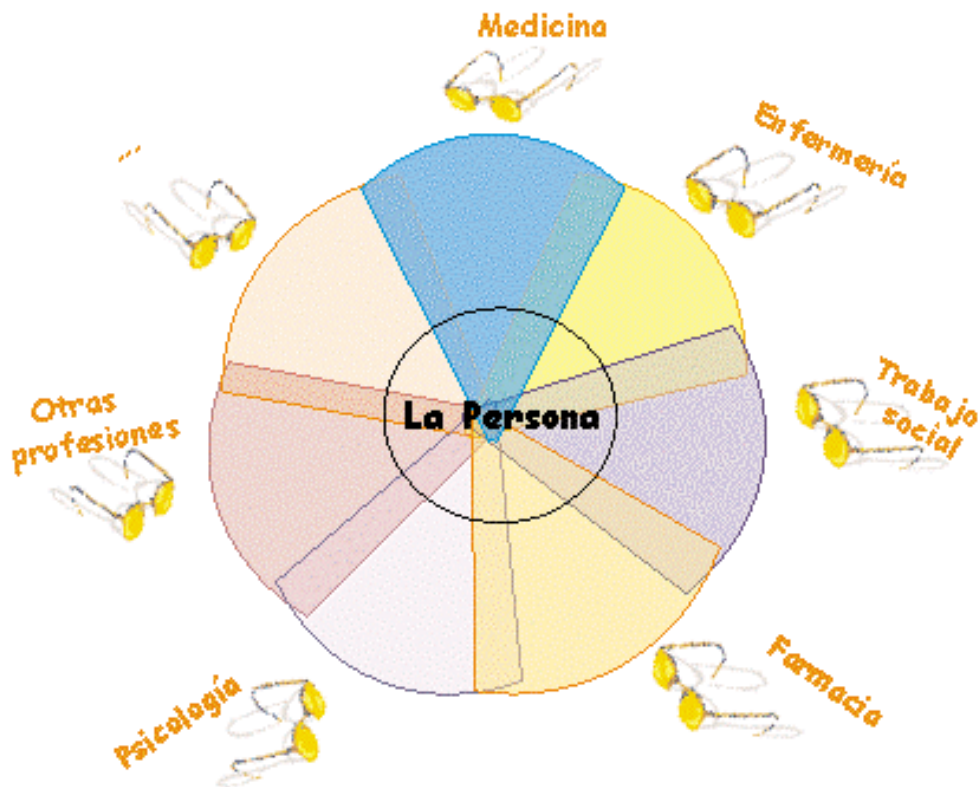 Medicina
Enfermería
...
Trabajo
social
La Persona
Otras
profesiones
Farmacia
Psicología